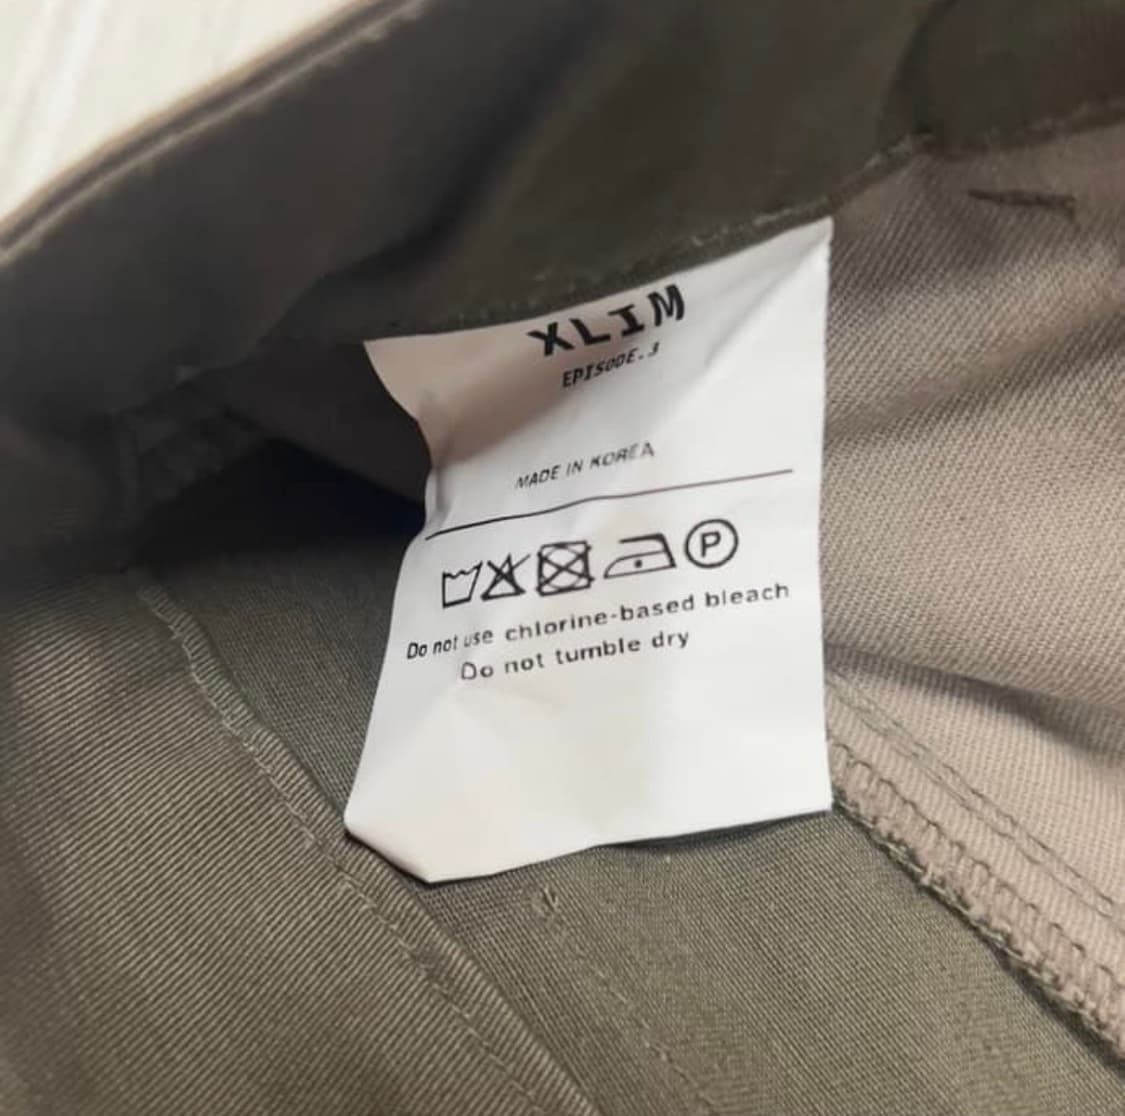 XLIM
EPISODE.3
MADE IN KOREA
P
Do not use chlorine-based bleach
Do not tumble dry